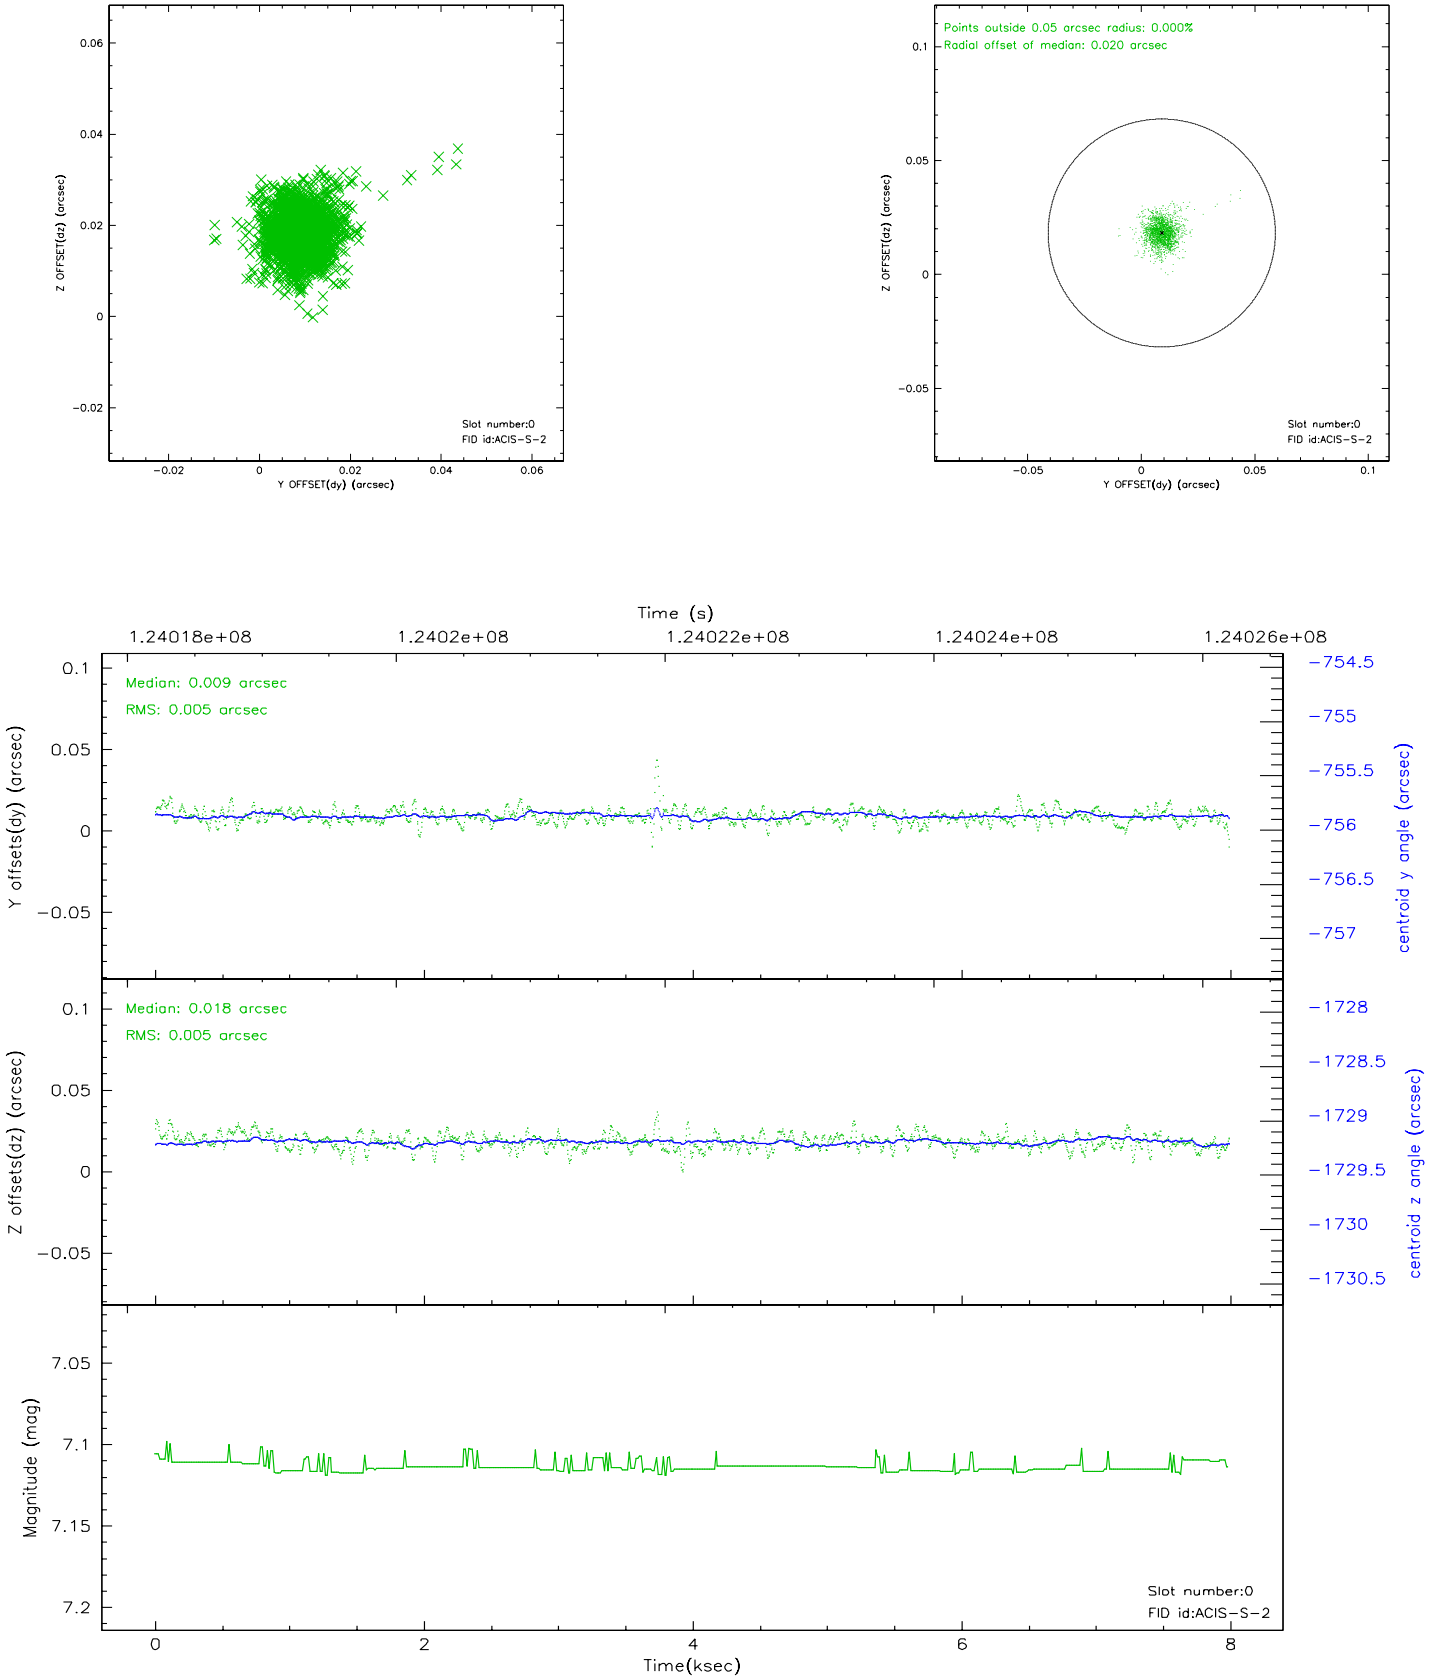 0.06
0.04
0.02
0
−0.02
Z OFFSET(dz) (arcsec)
Slot number:0
FID id:ACIS−S−2
−0.02 0 0.02 0.04 0.06
Y OFFSET(dy) (arcsec)
Points outside 0.05 arcsec radius: 0.000%
Radial offset of median: 0.020 arcsec
0.1
0.05
0
−0.05
Z OFFSET(dz) (arcsec)
Slot number:0
FID id:ACIS−S−2
−0.05 0 0.05 0.1
Y OFFSET(dy) (arcsec)
Time (s)
1.24018e+08 1.2402e+08 1.24022e+08 1.24024e+08 1.24026e+08
Median: 0.009 arcsec
RMS: 0.005 arcsec
0.1
0.05
0
−0.05
Y offsets(dy) (arcsec)
−754.5
−755
−755.5
−756
−756.5
−757
centroid y angle (arcsec)
Median: 0.018 arcsec
RMS: 0.005 arcsec
0.1
0.05
0
−0.05
Z offsets(dz) (arcsec)
−1728
−1728.5
−1729
−1729.5
−1730
−1730.5
centroid z angle (arcsec)
7.05
7.1
7.15
7.2
Magnitude (mag)
Slot number:0
FID id:ACIS−S−2
0 2 4 6 8
Time(ksec)